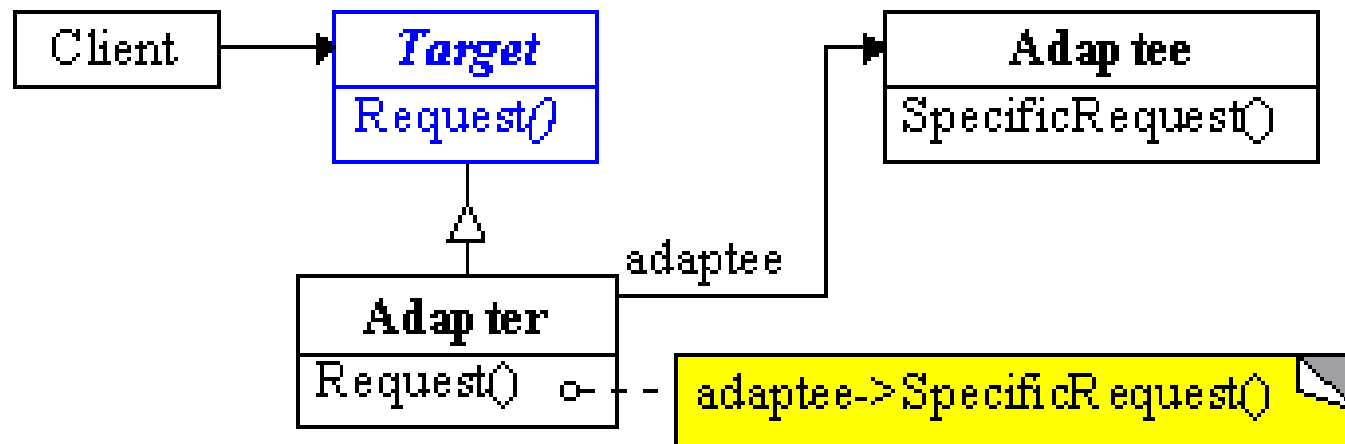 Client
Target
Request()
Adaptee
SpecificRequest()
adaptee
Adapter
Request()
adaptee->SpecificRequest()